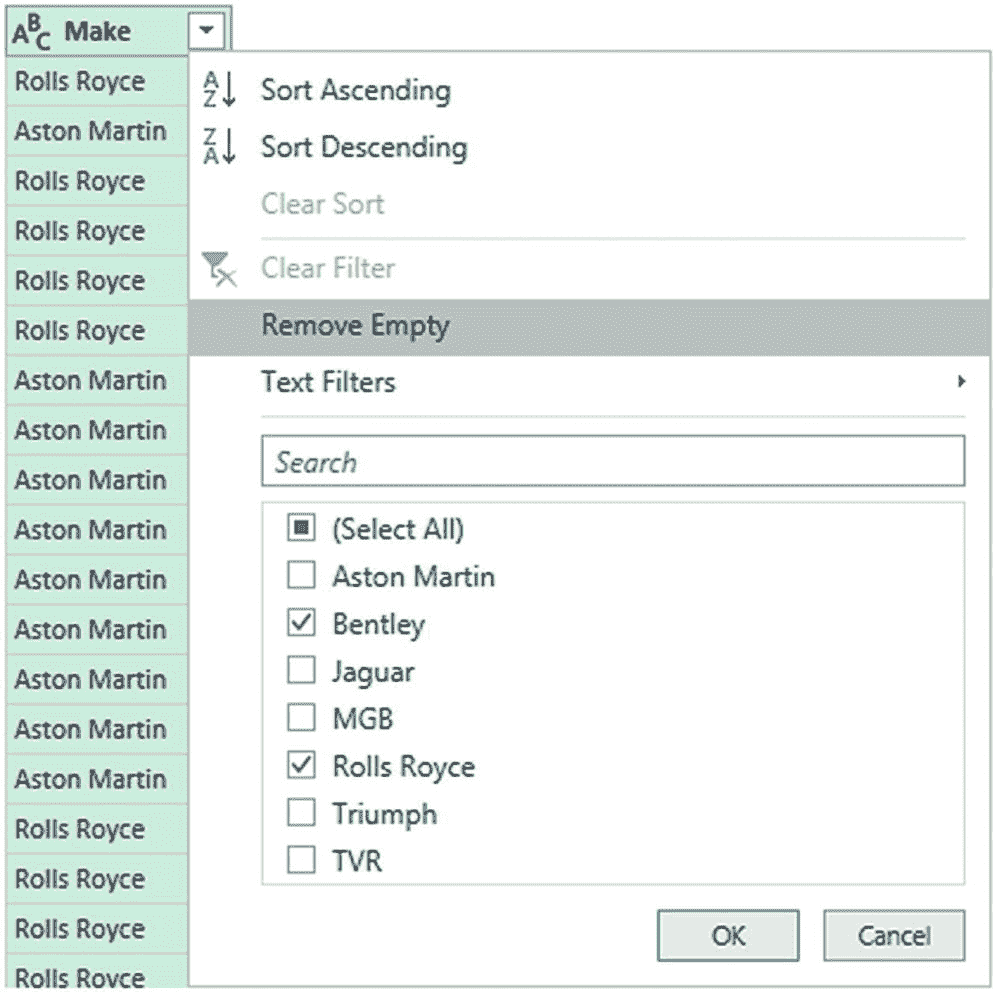 ABC Make
Rolls Royce
Aston Martin
Rolls Royce
Rolls Royce
Rolls Royce
Rolls Royce
Aston Martin
Aston Martin
Aston Martin
Aston Martin
Aston Martin
Aston Martin
Aston Martin
Aston Martin
Aston Martin
Rolls Royce
Rolls Royce
Rolls Royce
Rolls Royce
AZ Sort Ascending
ZA Sort Descending
Clear Sort
Clear Filter
Remove Empty
Text Filters
Search
(Select All)
Aston Martin
Bentley
Jaguar
MGB
Rolls Royce
Triumph
TVR
OK Cancel